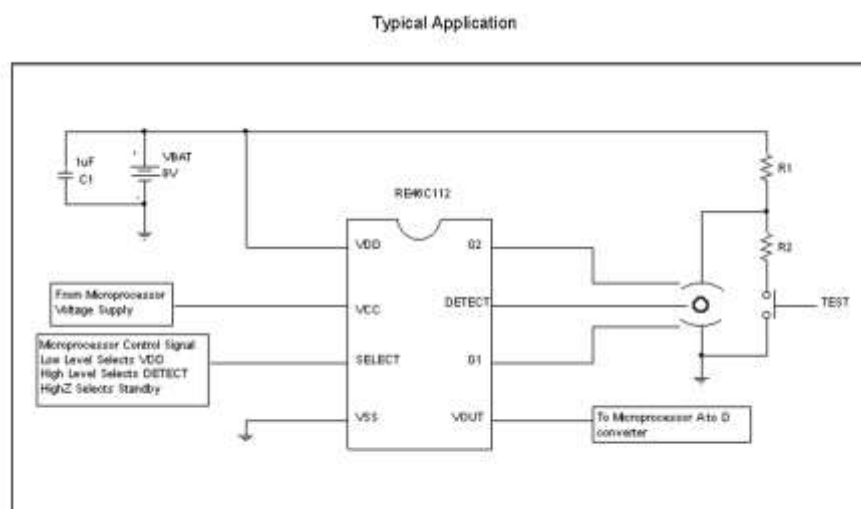 Typical Application
1uF
C1
VBAT
9V
RE46C112
R1
R2
VDD
G2
From Microprocessor
Voltage Supply
VCC
DETECT
TEST
Microprocessor Control Signal
Low Level Selects VDD
High Level Selects DETECT
HighZ Selects Standby
SELECT
G1
VSS
VOUT
To Microprocessor A to D
converter